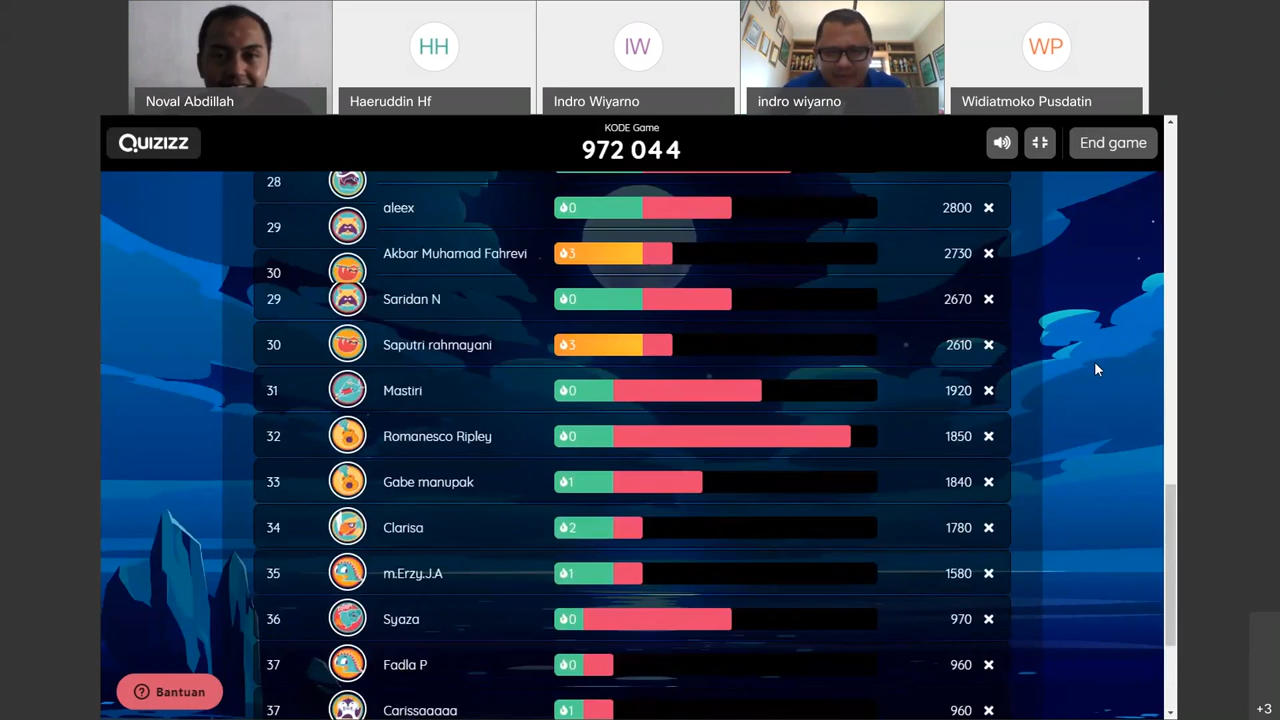 HH
IW
WP
Noval Abdillah
Haeruddin Hf
Indro Wiyarno
indro wiyarno
Widiatmoko Pusdatin
QUIZIZZ
KODE Game
972 044
End game
28
aleex 0 2800
29
Akbar Muhamad Fahrevi 3 2730
30
29 Saridan N 0 2670
30 Saputri rahmayani 3 2610
31 Mastiri 0 1920
32 Romanesco Ripley 0 1850
33 Gabe manupak 1 1840
34 Clarisa 2 1780
35 m.Erzy.J.A 1 1580
36 Syaza 0 970
37 Fadla P 0 960
37 Carissaaaaa 1 960
Bantuan
+3